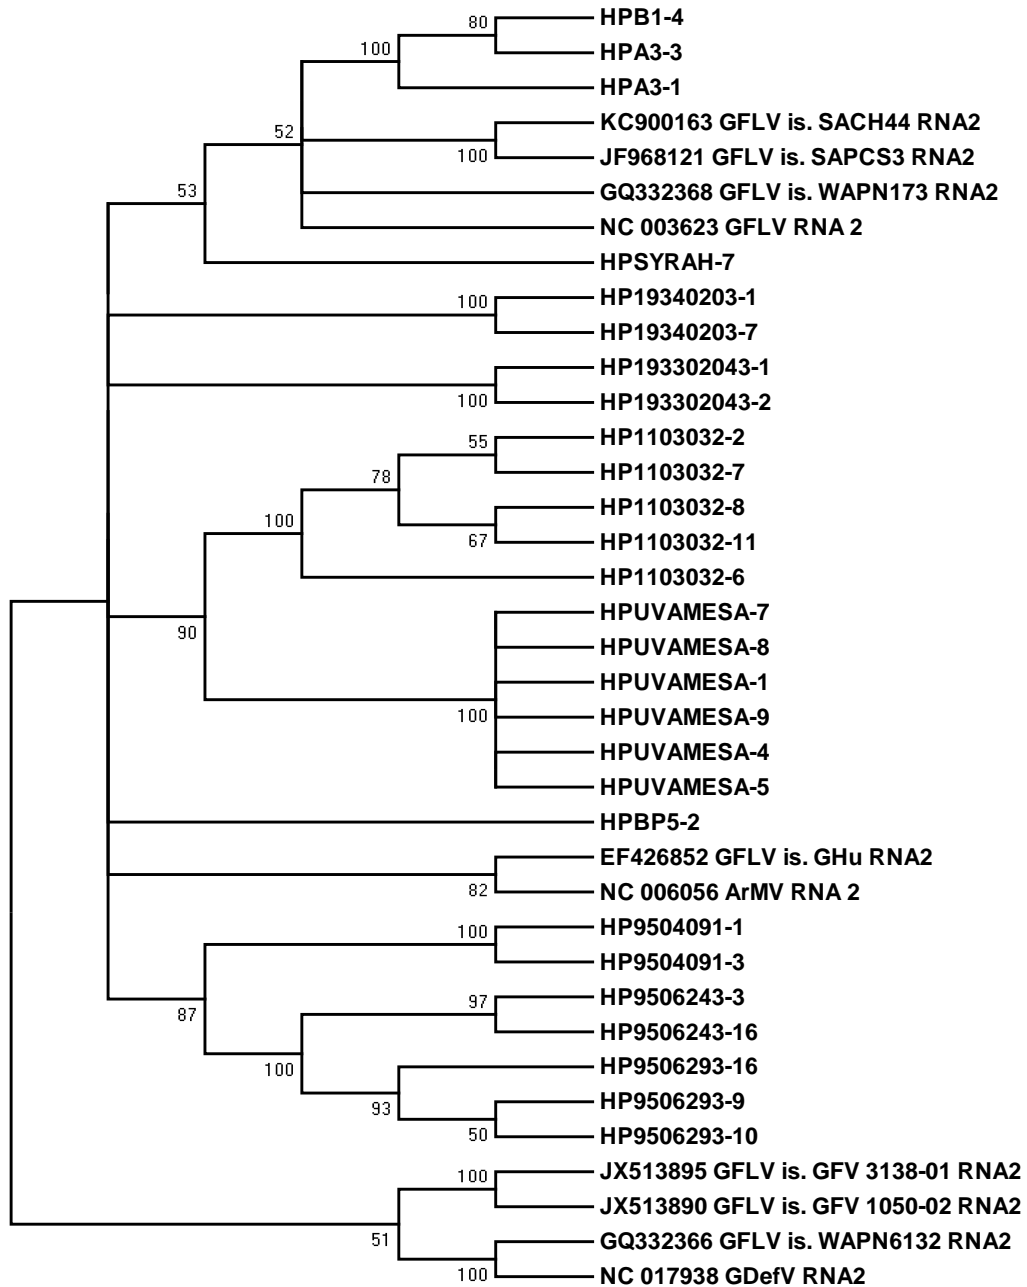 HPB1-4
80
HPA3-3
100
HPA3-1
KC900163 GFLV is. SACH44 RNA2
52
100
JF968121 GFLV is. SAPCS3 RNA2
53
GQ332368 GFLV is. WAPN173 RNA2
NC 003623 GFLV RNA 2
HPSYRAH-7
100
HP19340203-1
HP19340203-7
HP193302043-1
100
HP193302043-2
55
HP1103032-2
78
HP1103032-7
100
HP1103032-8
67
HP1103032-11
HP1103032-6
90
HPUVAMESA-7
HPUVAMESA-8
HPUVAMESA-1
100
HPUVAMESA-9
HPUVAMESA-4
HPUVAMESA-5
HPBP5-2
EF426852 GFLV is. GHu RNA2
82
NC 006056 ArMV RNA 2
100
HP9504091-1
HP9504091-3
87
97
HP9506243-3
HP9506243-16
100
HP9506293-16
93
HP9506293-9
50
HP9506293-10
100
JX513895 GFLV is. GFV 3138-01 RNA2
JX513890 GFLV is. GFV 1050-02 RNA2
51
GQ332366 GFLV is. WAPN6132 RNA2
100
NC 017938 GDefV RNA2